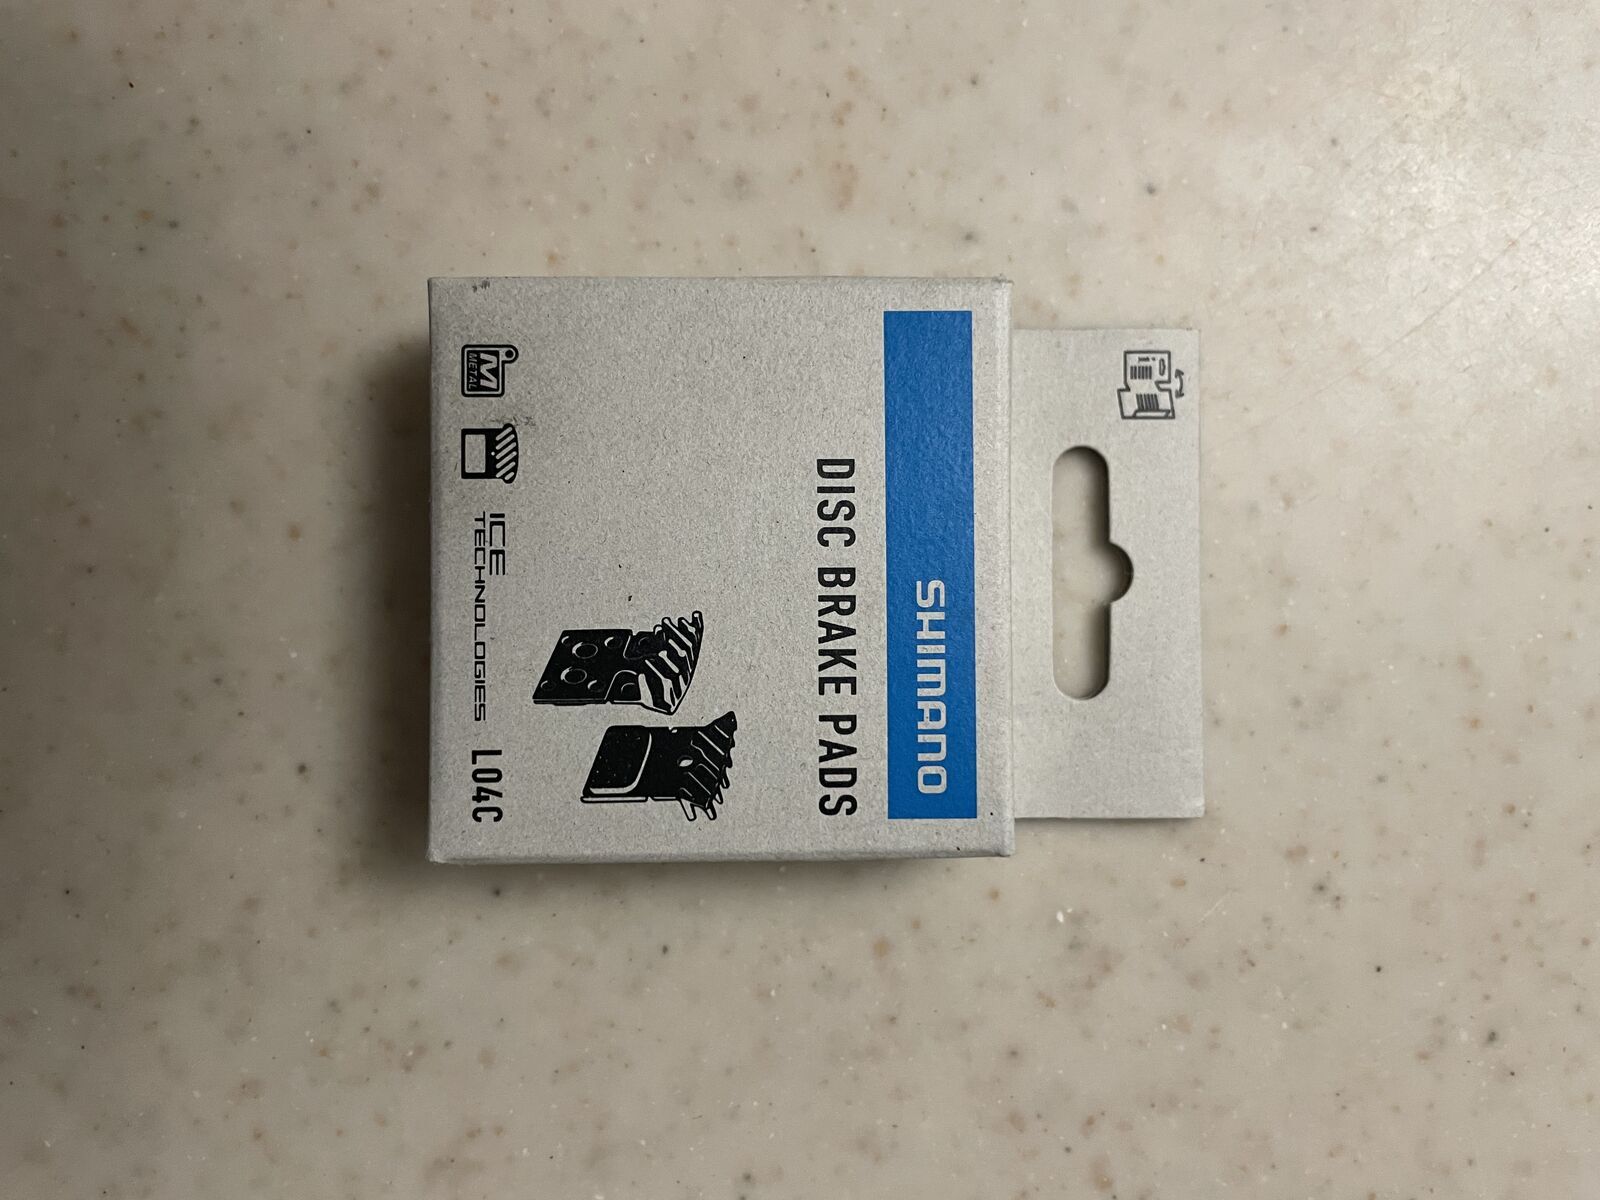 SHIMANO
DISC BRAKE PADS
M
METAL
ICE
TECHNOLOGIES
L04C